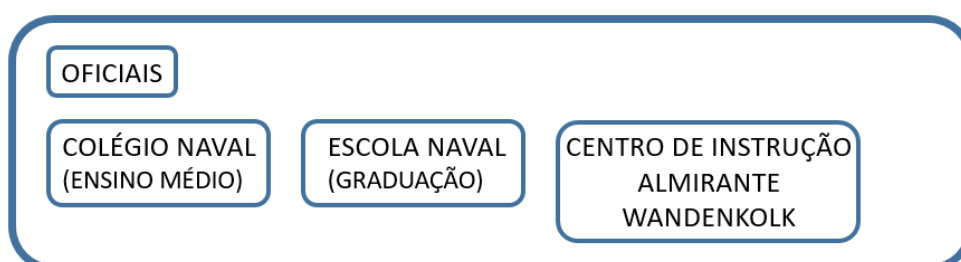 OFICIAIS
COLÉGIO NAVAL
(ENSINO MÉDIO)
ESCOLA NAVAL
(GRADUAÇÃO)
CENTRO DE INSTRUÇÃO
ALMIRANTE
WANDENKOLK